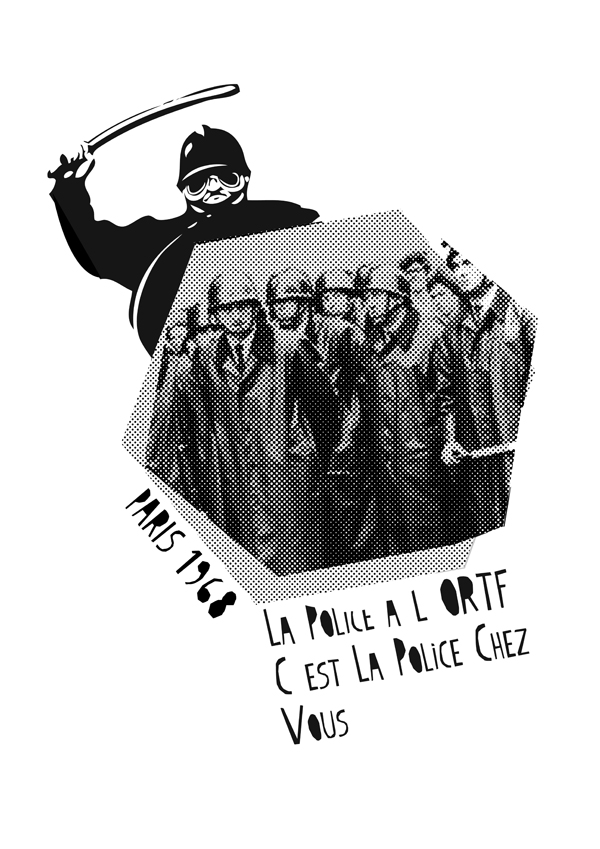 PARIS 1968
LA POLICE A L ORTF
C EST LA POLICE CHEZ
VOUS